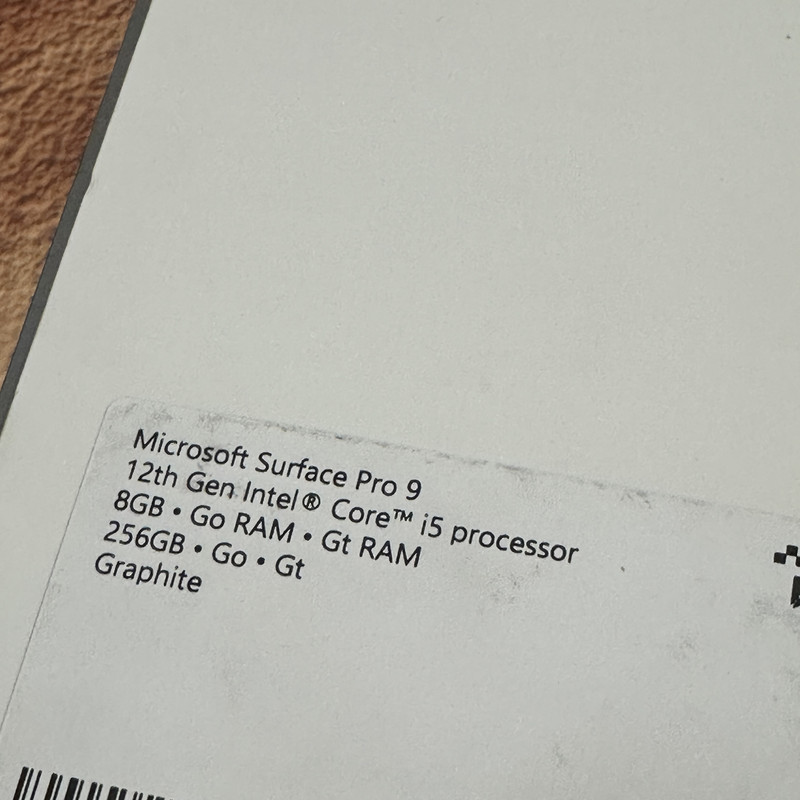 Microsoft Surface Pro 9
12th Gen Intel® Core™ i5 processor
8GB • Go RAM • Gt RAM
256GB • Go • Gt
Graphite